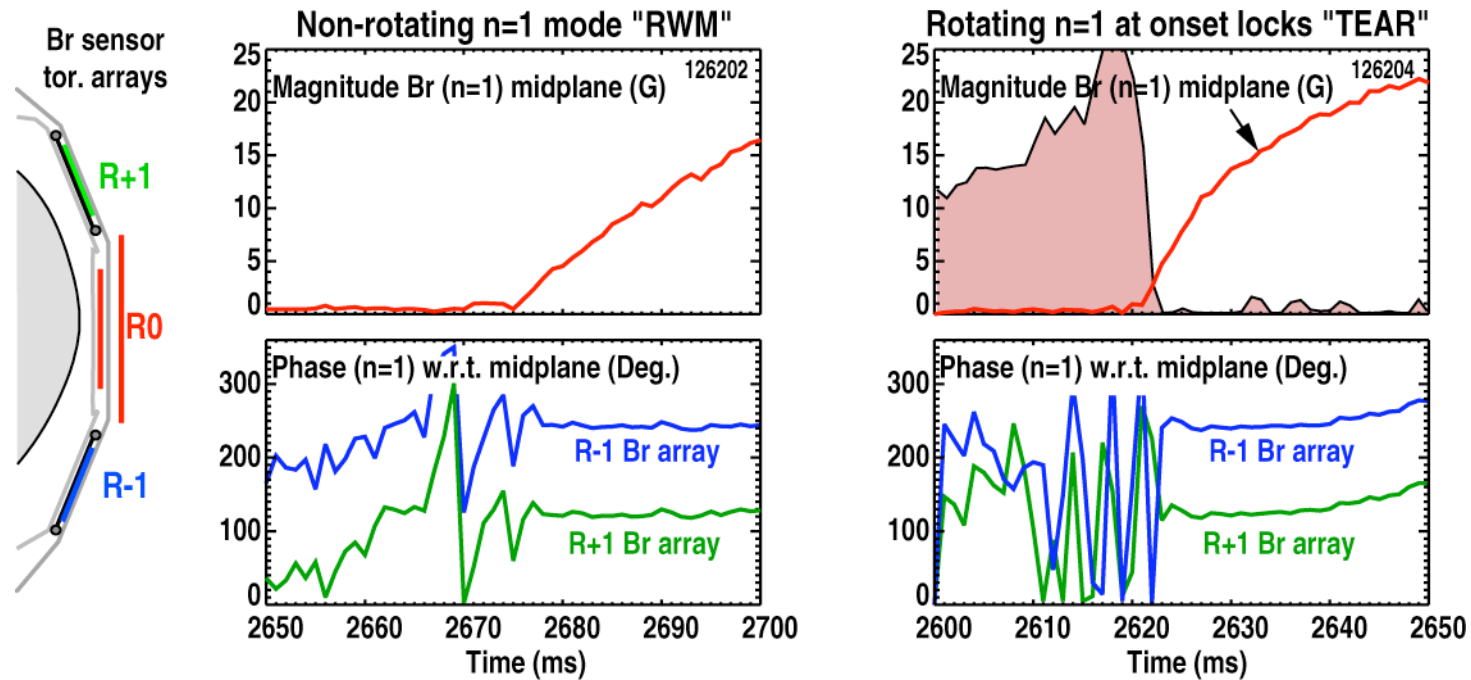 Br sensor
tor. arrays
R+1
R0
R-1
Non-rotating n=1 mode "RWM"
Magnitude Br (n=1) midplane (G)
126202
25
20
15
10
5
0
Phase (n=1) w.r.t. midplane (Deg.)
300
200
100
0
R-1 Br array
R+1 Br array
2650 2660 2670 2680 2690 2700
Time (ms)
Rotating n=1 at onset locks "TEAR"
126204
Magnitude Br (n=1) midplane (G)
25
20
15
10
5
0
Phase (n=1) w.r.t. midplane (Deg.)
300
200
100
0
R-1 Br array
R+1 Br array
2600 2610 2620 2630 2640 2650
Time (ms)